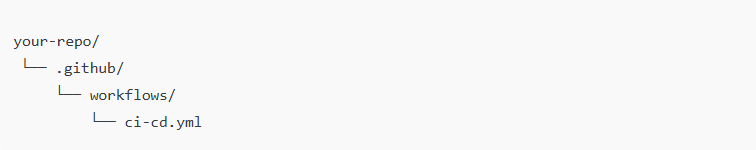 your-repo/
└── .github/
└── workflows/
└── ci-cd.yml